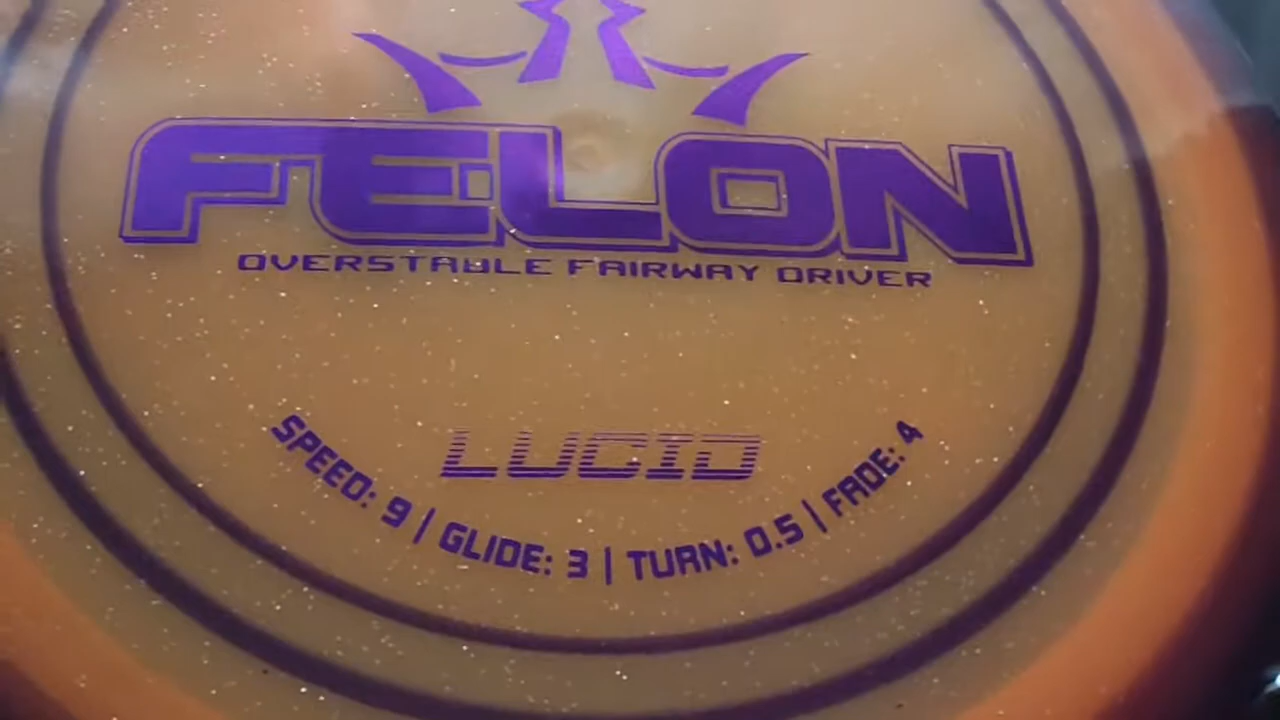 FELON
OVERSTABLE FAIRWAY DRIVER
LUCID
SPEED: 9 | GLIDE: 3 | TURN: 0.5 | FADE: 4